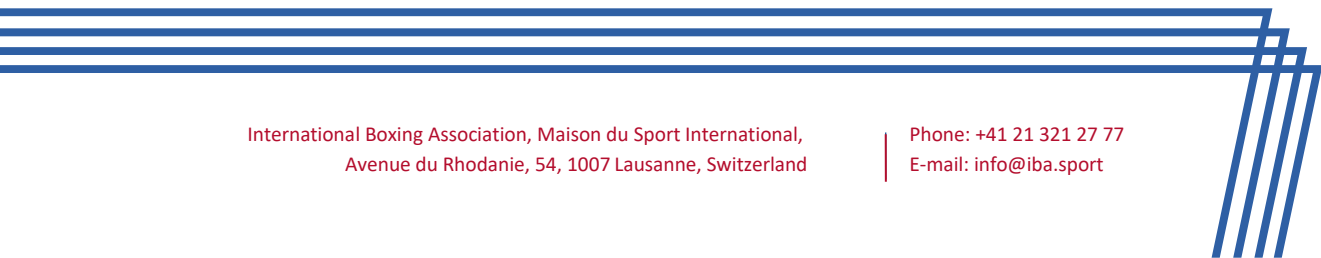 International Boxing Association, Maison du Sport International,
Avenue du Rhodanie, 54, 1007 Lausanne, Switzerland
Phone: +41 21 321 27 77
E-mail: info@iba.sport